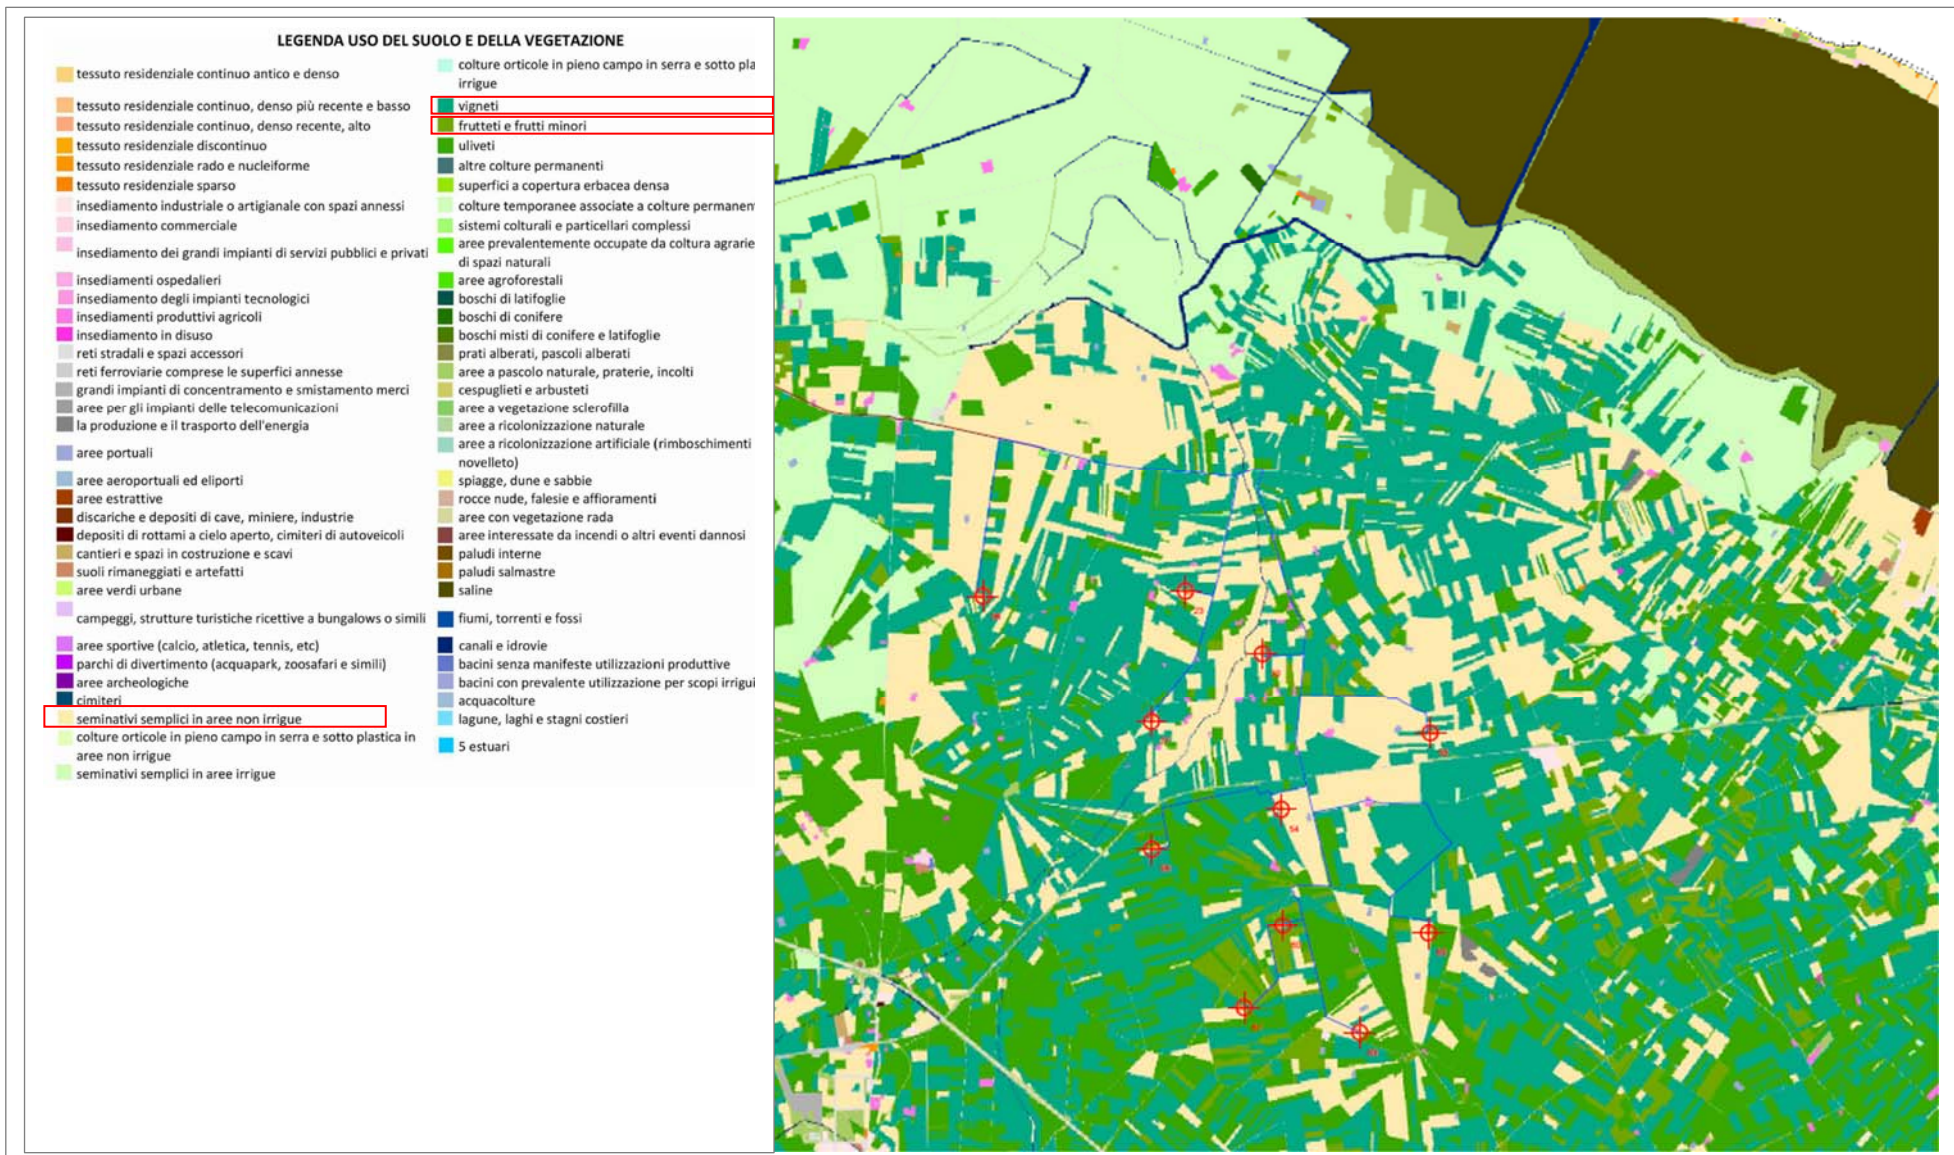 LEGENDA USO DEL SUOLO E DELLA VEGETAZIONE
tessuto residenziale continuo antico e denso
tessuto residenziale continuo, denso più recente e basso
tessuto residenziale continuo, denso recente, alto
tessuto residenziale discontinuo
tessuto residenziale rado e nucleiforme
tessuto residenziale sparso
insediamento industriale o artigianale con spazi annessi
insediamento commerciale
insediamento dei grandi impianti di servizi pubblici e privati
insediamenti ospedalieri
insediamento degli impianti tecnologici
insediamenti produttivi agricoli
insediamento in disuso
reti stradali e spazi accessori
reti ferroviarie comprese le superfici annesse
grandi impianti di concentramento e smistamento merci
aree per gli impianti delle telecomunicazioni
la produzione e il trasporto dell'energia
aree portuali
aree aeroportuali ed eliporti
aree estrattive
discariche e depositi di cave, miniere, industrie
depositi di rottami a cielo aperto, cimiteri di autoveicoli
cantieri e spazi in costruzione e scavi
suoli rimaneggiati e artefatti
aree verdi urbane
campeggi, strutture turistiche ricettive a bungalows o simili
aree sportive (calcio, atletica, tennis, etc)
parchi di divertimento (acquapark, zoosafari e simili)
aree archeologiche
cimiteri
seminativi semplici in aree non irrigue
colture orticole in pieno campo in serra e sotto plastica in
aree non irrigue
seminativi semplici in aree irrigue
colture orticole in pieno campo in serra e sotto pla
irrigue
vigneti
frutteti e frutti minori
uliveti
altre colture permanenti
superfici a copertura erbacea densa
colture temporanee associate a colture permanen
sistemi colturali e particellari complessi
aree prevalentemente occupate da coltura agrarie
di spazi naturali
aree agroforestali
boschi di latifoglie
boschi di conifere
boschi misti di conifere e latifoglie
prati alberati, pascoli alberati
aree a pascolo naturale, praterie, incolti
cespuglieti e arbusteti
aree a vegetazione sclerofilla
aree a ricolonizzazione naturale
aree a ricolonizzazione artificiale (rimboschimenti
novelleto)
spiagge, dune e sabbie
rocce nude, falesie e affioramenti
aree con vegetazione rada
aree interessate da incendi o altri eventi dannosi
paludi interne
paludi salmastre
saline
fiumi, torrenti e fossi
canali e idrovie
bacini senza manifeste utilizzazioni produttive
bacini con prevalente utilizzazione per scopi irrigui
acquacolture
lagune, laghi e stagni costieri
5 estuari
23
54